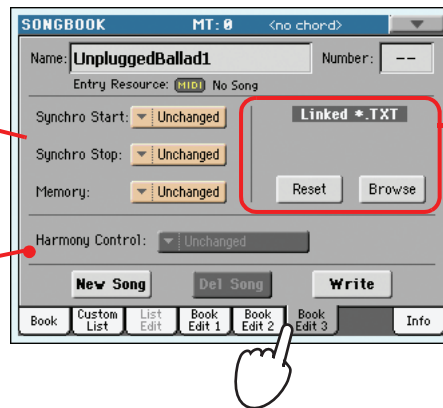 SONGBOOK MT: 0 <no chord>
Name: UnpluggedBallad1 Number: --
Entry Resource: MIDI No Song
Synchro Start: Unchanged Linked *.TXT
Synchro Stop: Unchanged
Memory: Unchanged Reset Browse
Harmony Control: Unchanged
New Song Del Song Write
Book Custom List List Edit Book Edit 1 Book Edit 2 Book Edit 3 Info